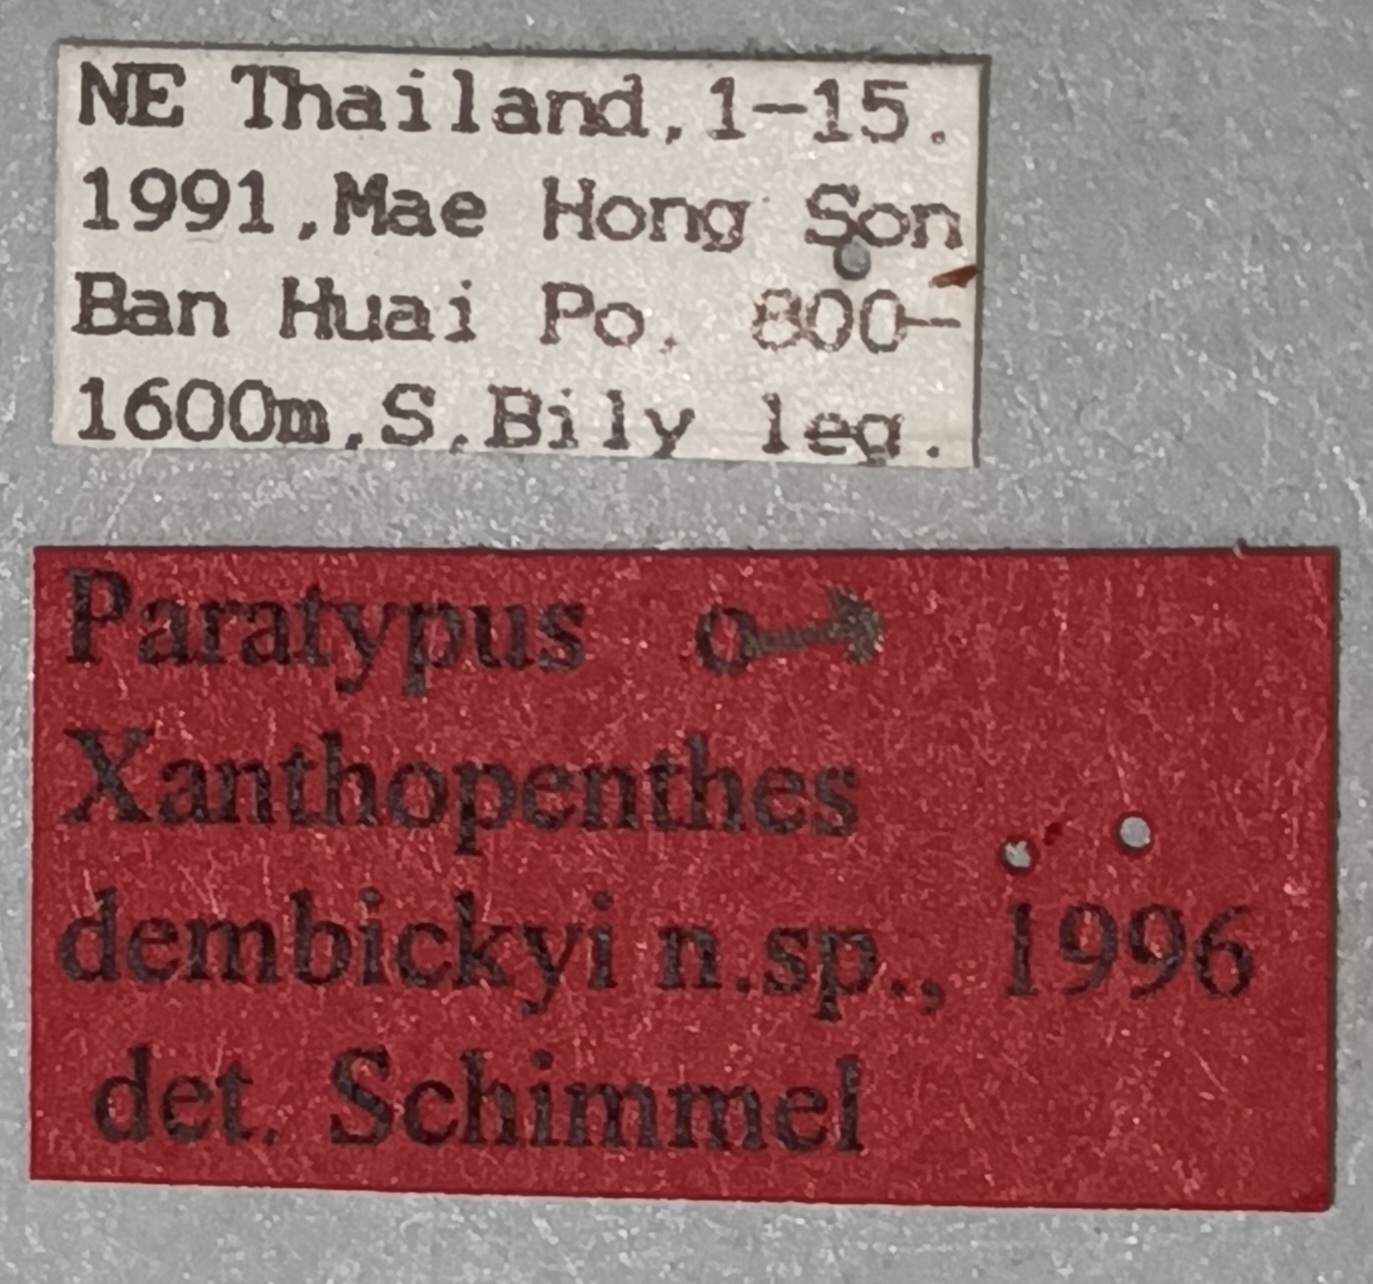 NE Thailand,1-15.
1991,Mae Hong Son
Ban Huai Po. 800-
1600m,S.Bily leg.
Paratypus ♂
Xanthopenthes
dembickyi n.sp., 1996
det. Schimmel